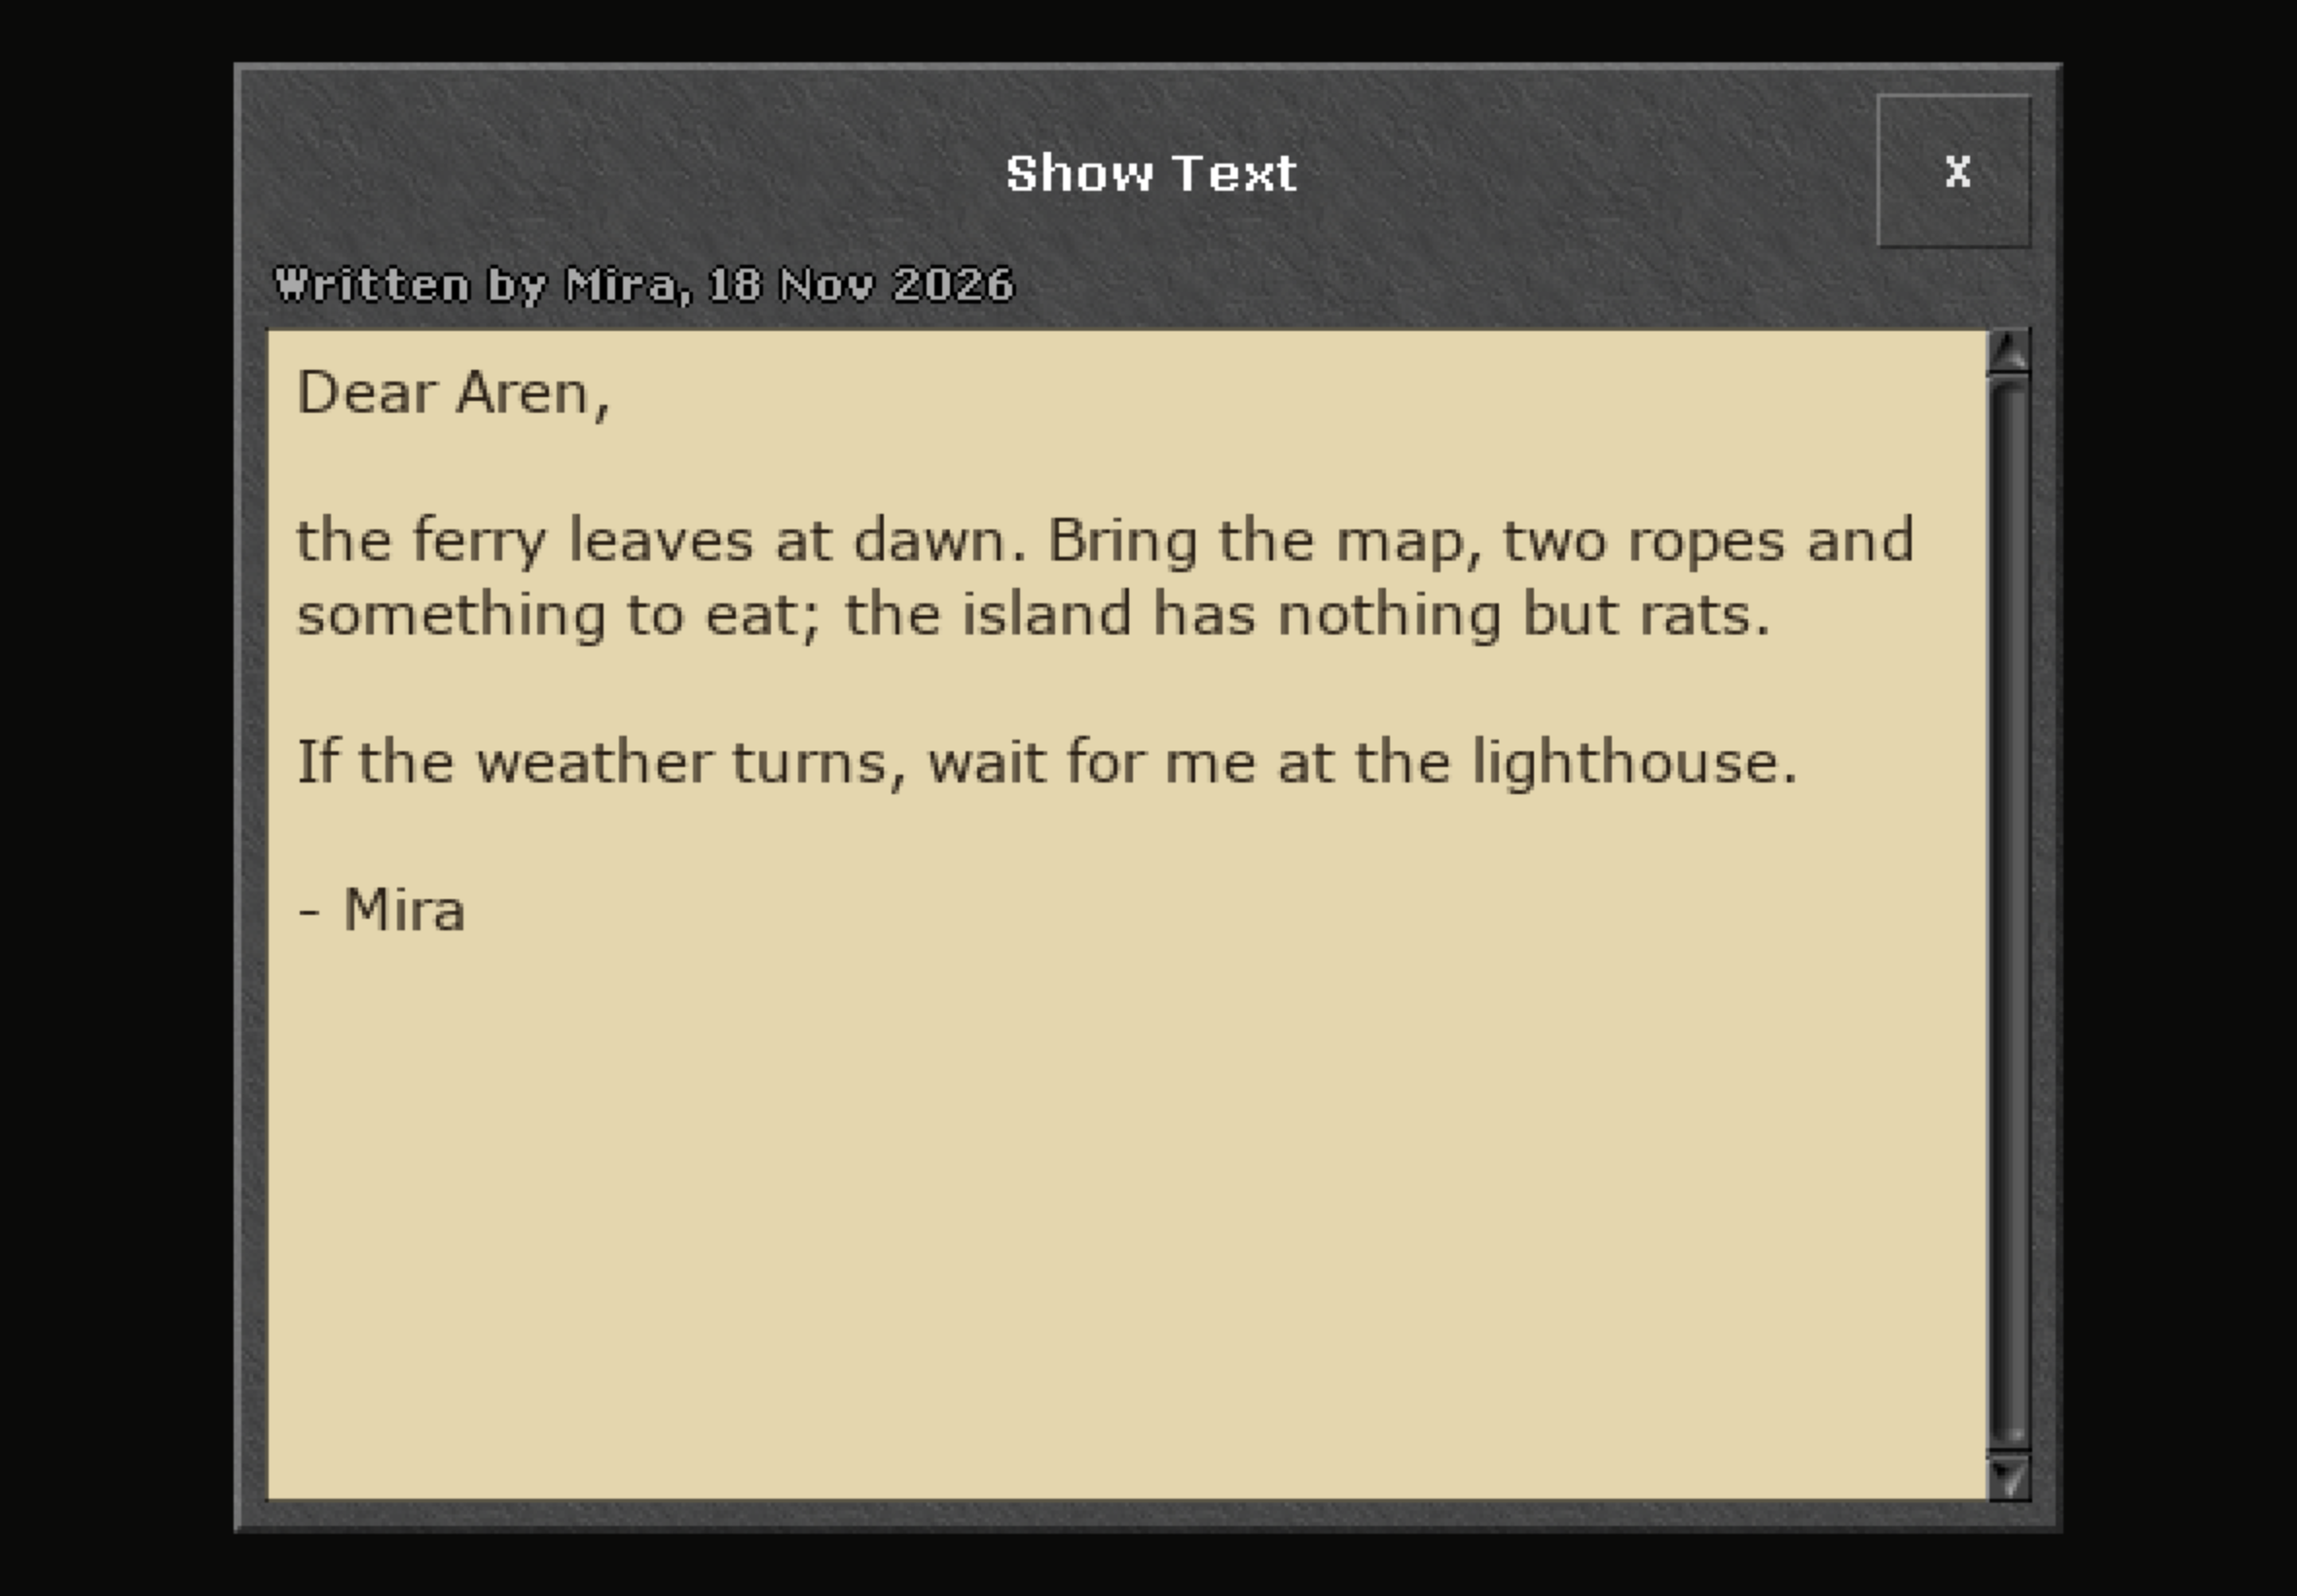 Show Text
X
Written by Mira, 18 Nov 2026
Dear Aren,
the ferry leaves at dawn. Bring the map, two ropes and
something to eat; the island has nothing but rats.
If the weather turns, wait for me at the lighthouse.
- Mira